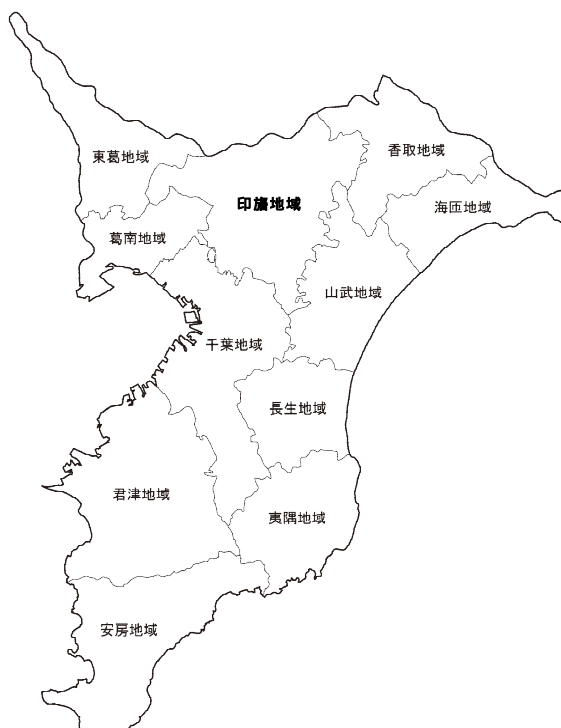 東葛地域
香取地域
印旛地域
海匝地域
葛南地域
山武地域
千葉地域
長生地域
君津地域
夷隅地域
安房地域